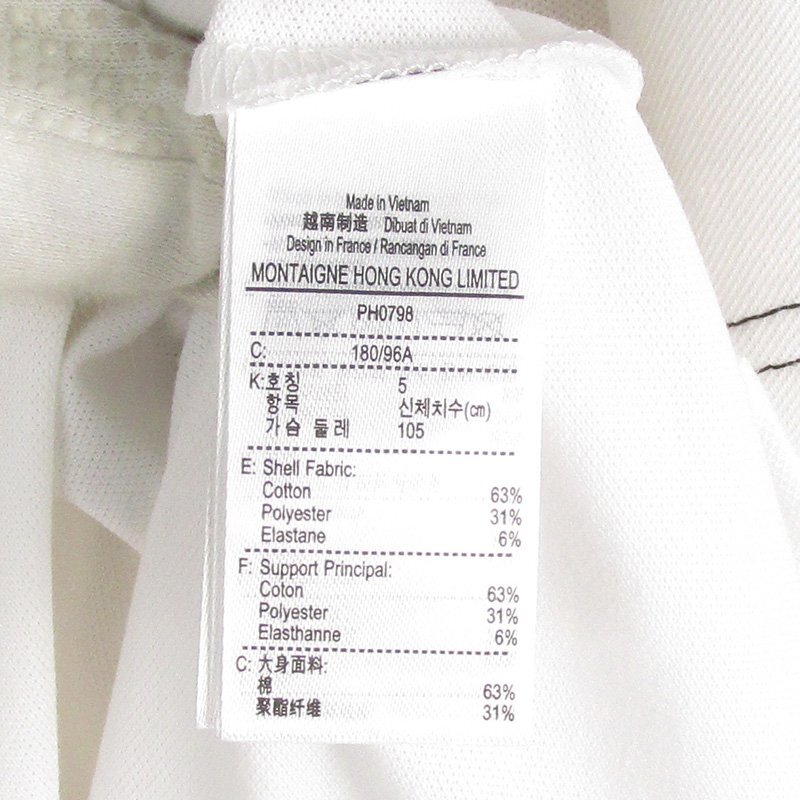 Made in Vietnam
越南制造 Dibuat di Vietnam
Design in France / Rancangan di France
MONTAIGNE HONG KONG LIMITED
PH0798
C: 180/96A
K:호칭 5
항목 신체치수(㎝)
가슴 둘레 105
E: Shell Fabric:
Cotton 63%
Polyester 31%
Elastane 6%
F: Support Principal:
Coton 63%
Polyester 31%
Elasthanne 6%
C: 大身面料:
棉 63%
聚酯纤维 31%